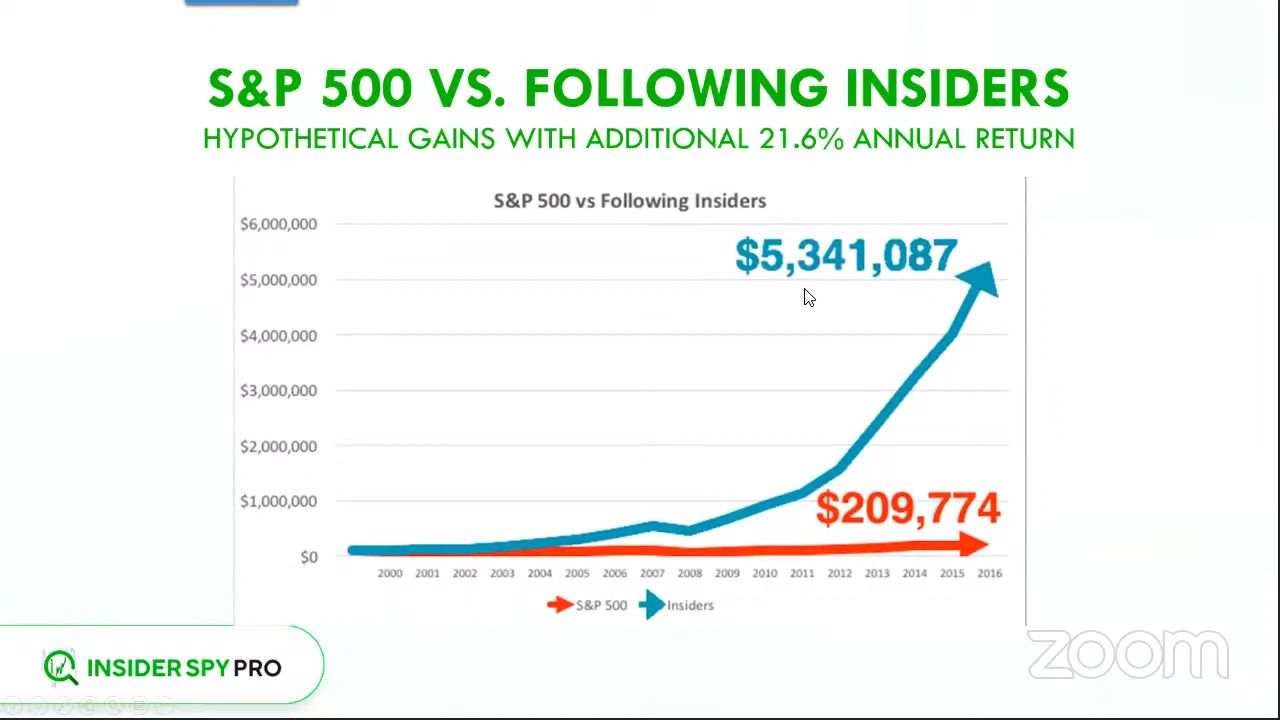 S&P 500 VS. FOLLOWING INSIDERS
HYPOTHETICAL GAINS WITH ADDITIONAL 21.6% ANNUAL RETURN
S&P 500 vs Following Insiders
$6,000,000
$5,341,087
$5,000,000
$4,000,000
$3,000,000
$2,000,000
$1,000,000
$209,774
$0
2000 2001 2002 2003 2004 2005 2006 2007 2008 2009 2010 2011 2012 2013 2014 2015 2016
S&P 500 Insiders
INSIDER SPY PRO
zoom